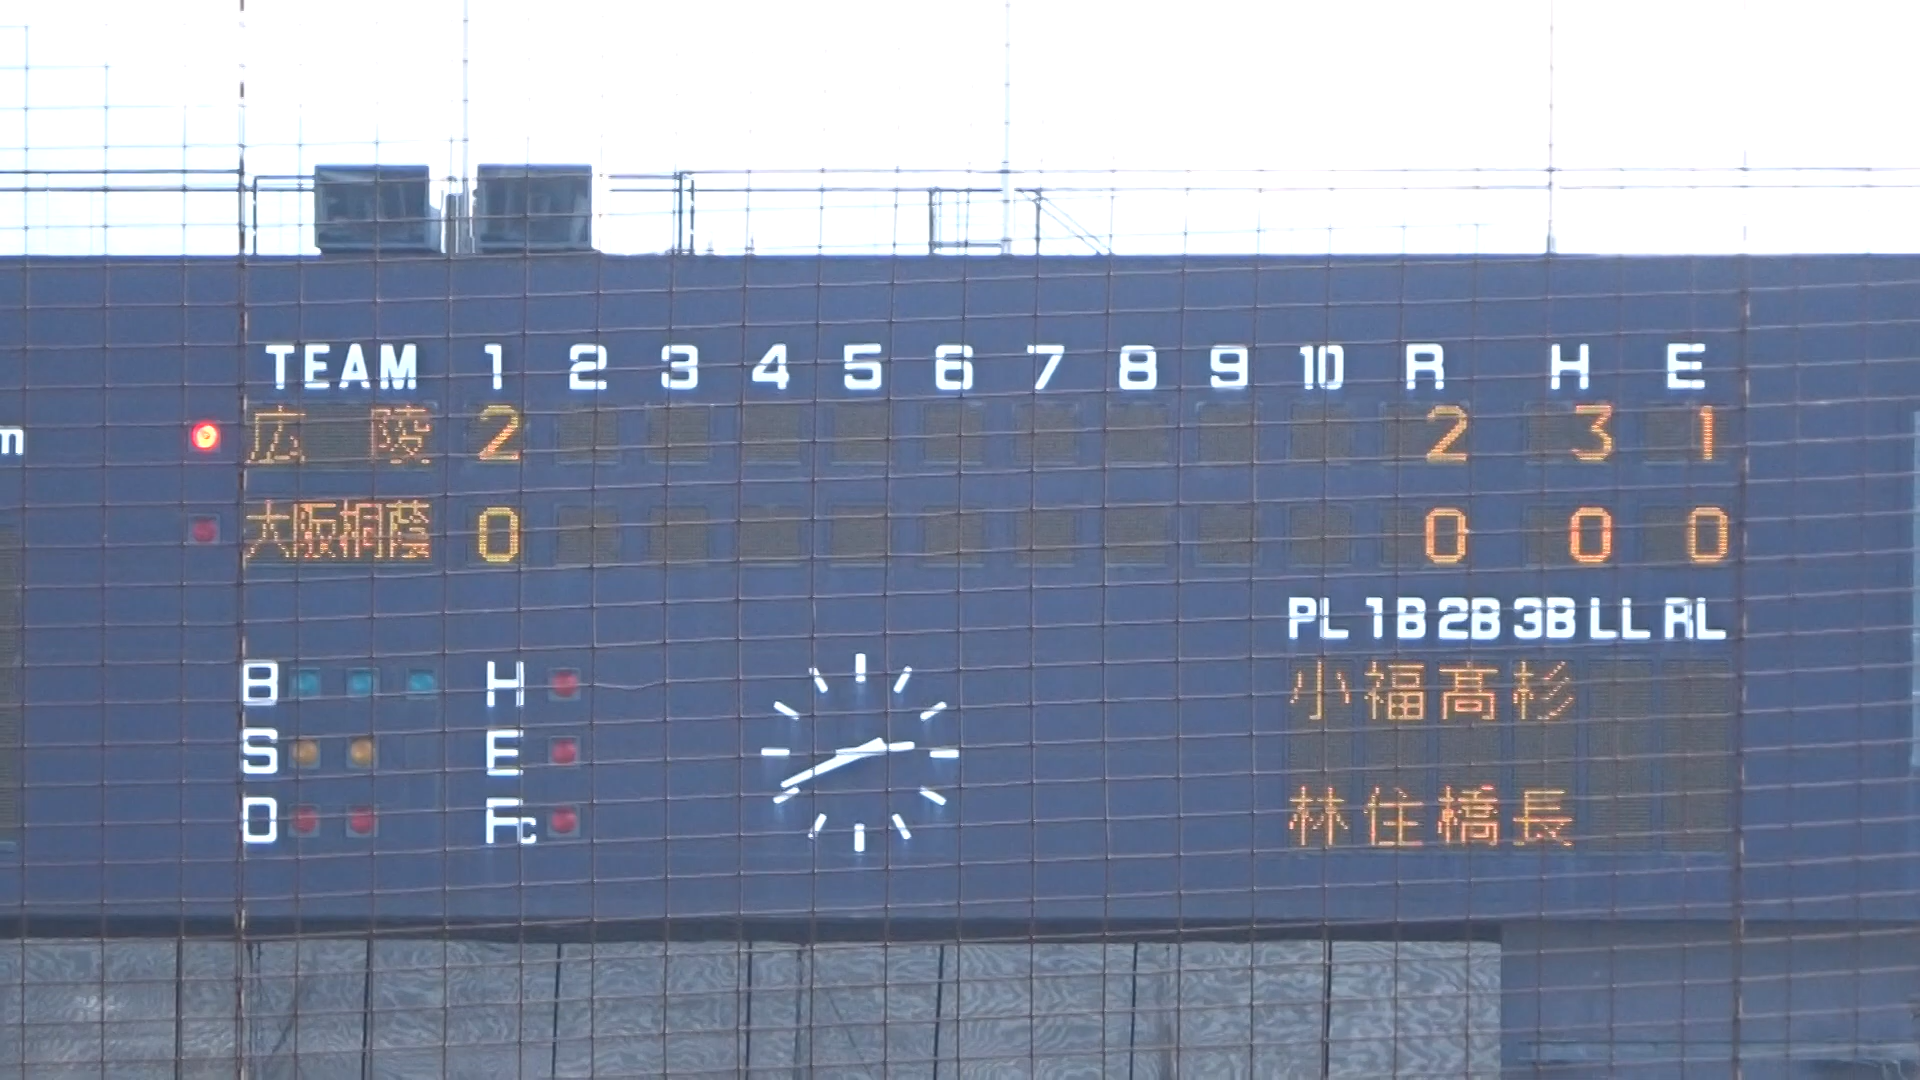 TEAM 1 2 3 4 5 6 7 8 9 10 R H E
m
広 陵 2 2 3 1
大阪桐蔭 0 0 0 0
PL 1B 2B 3B LL RL
B H
小 福 髙 杉
S E
O Fc
林 住 橋 長